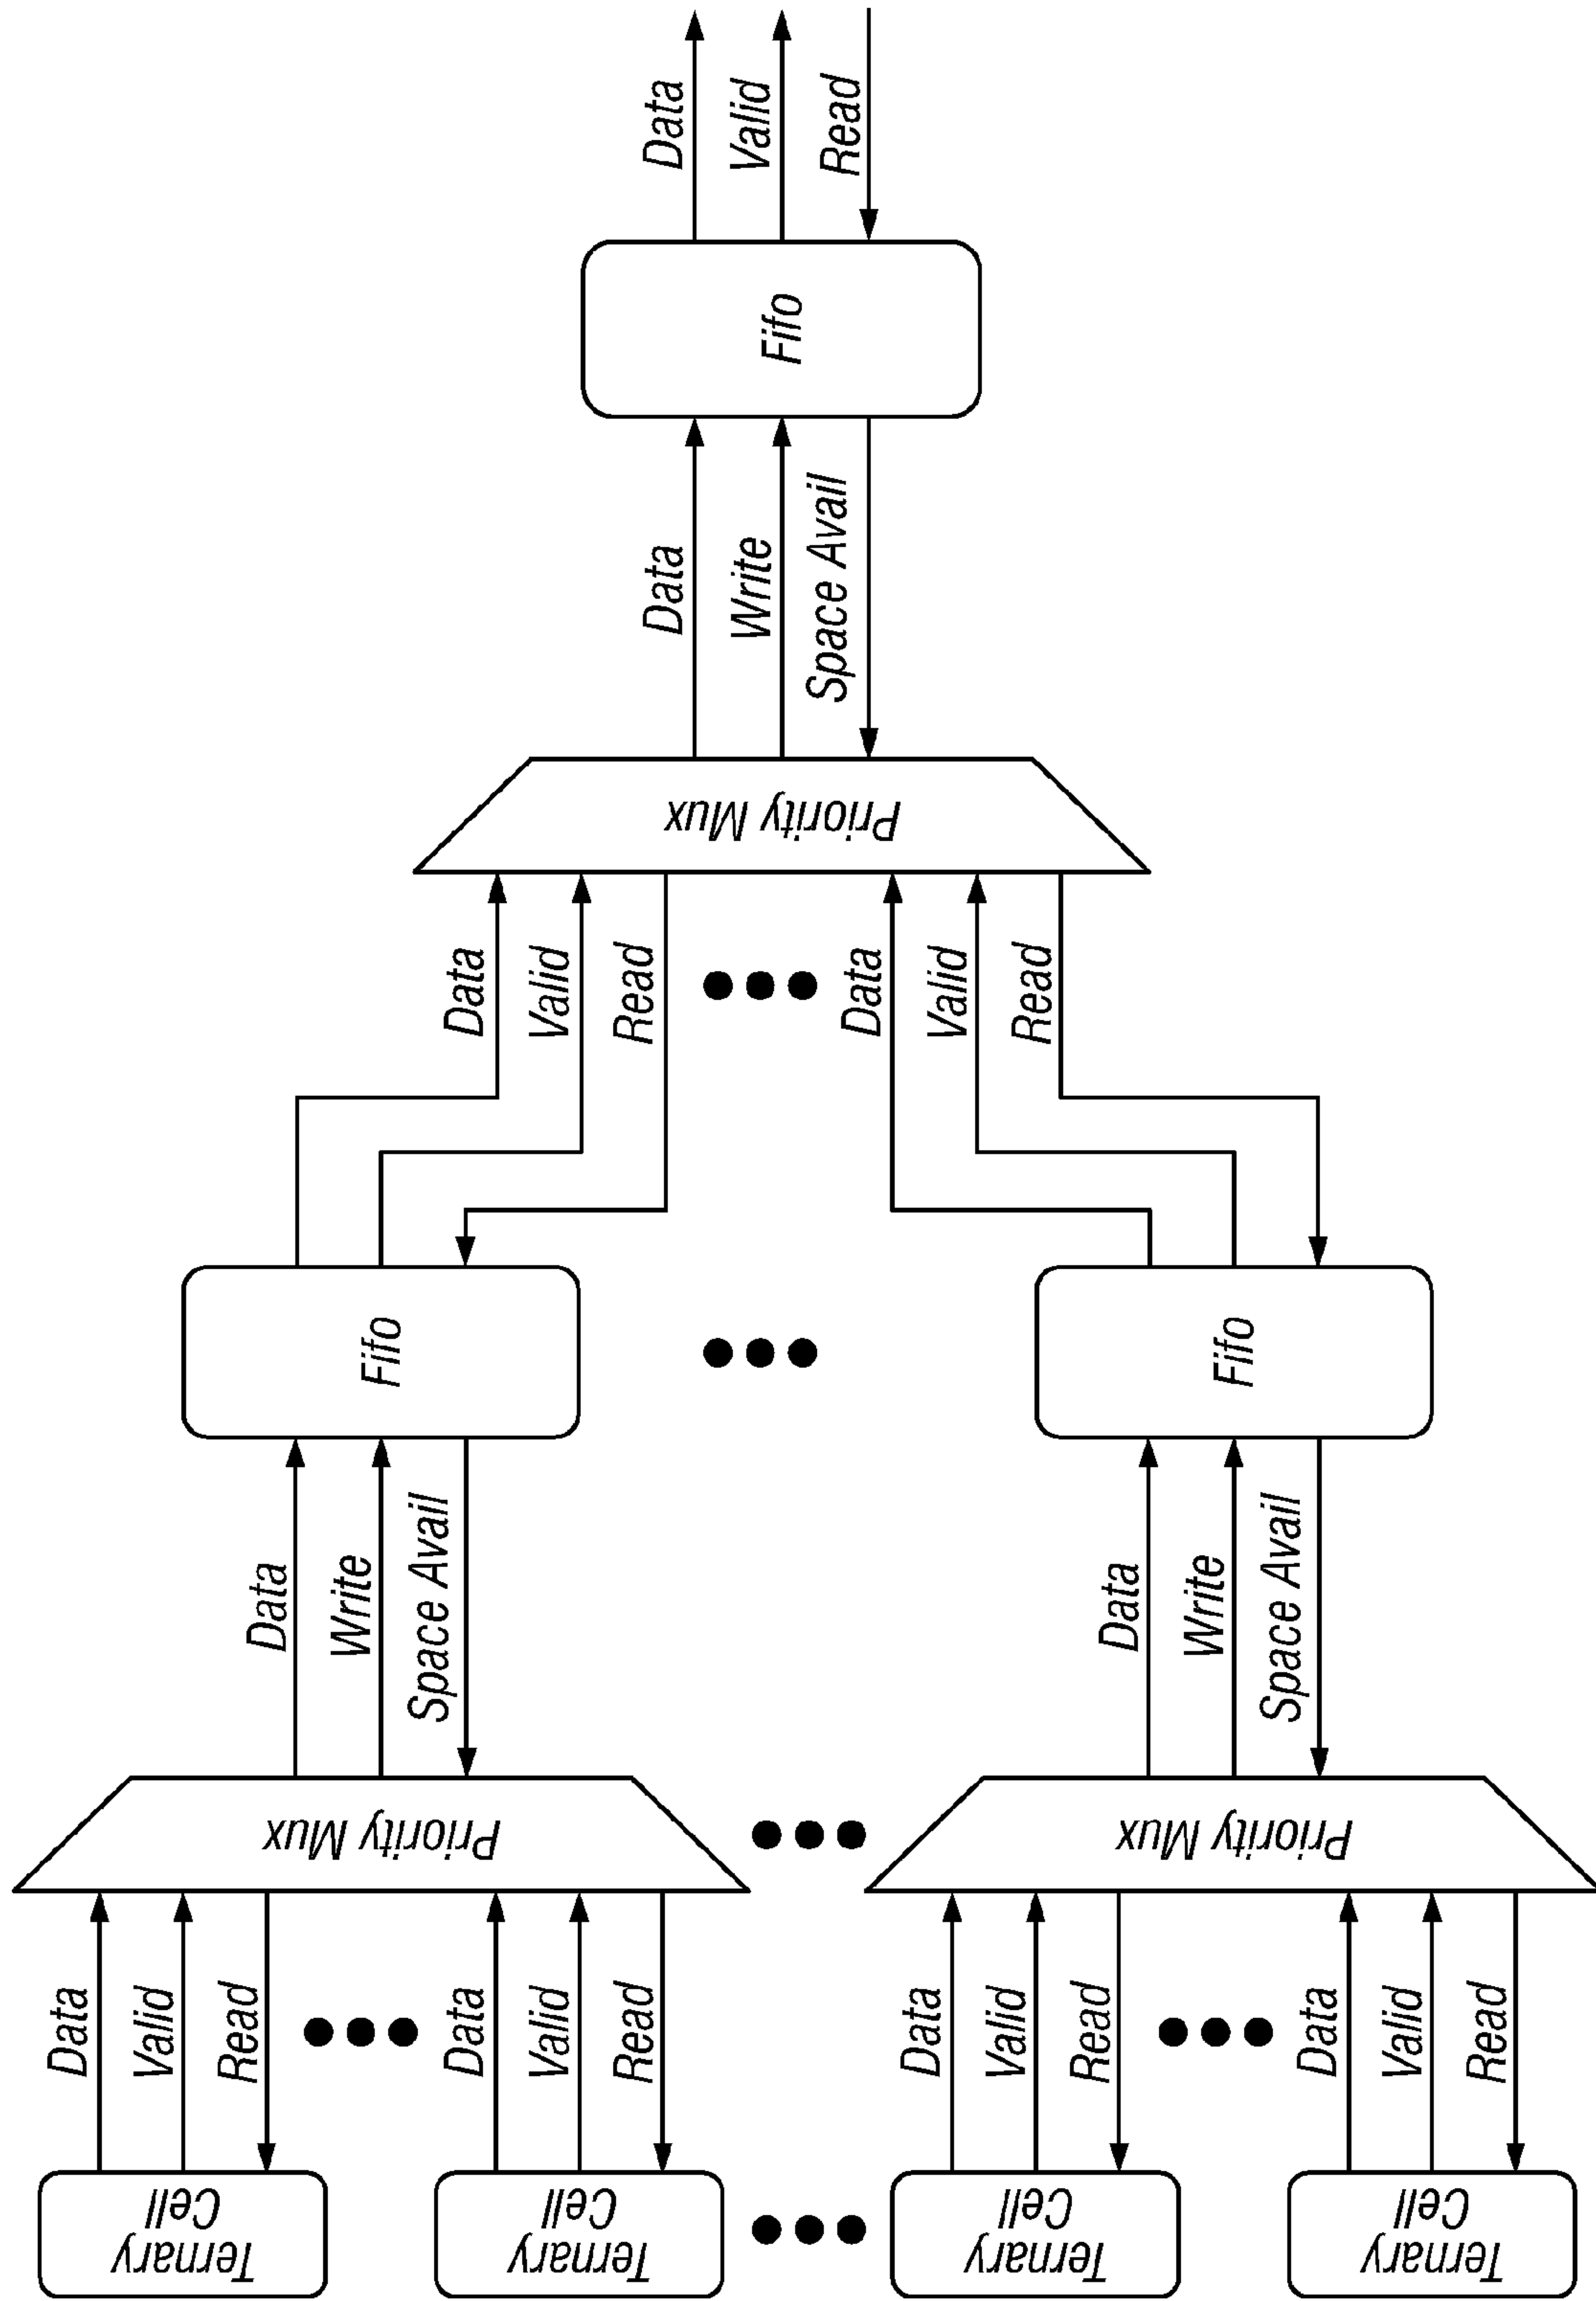 Data
Valid
Read
Fifo
Data
Write
Space Avail
Priority Mux
Data
Valid
Read
Data
Valid
Read
Fifo
Fifo
Data
Write
Space Avail
Data
Write
Space Avail
Priority Mux
Priority Mux
Data
Valid
Read
Data
Valid
Read
Data
Valid
Read
Data
Valid
Read
Ternary
Cell
Ternary
Cell
Ternary
Cell
Ternary
Cell